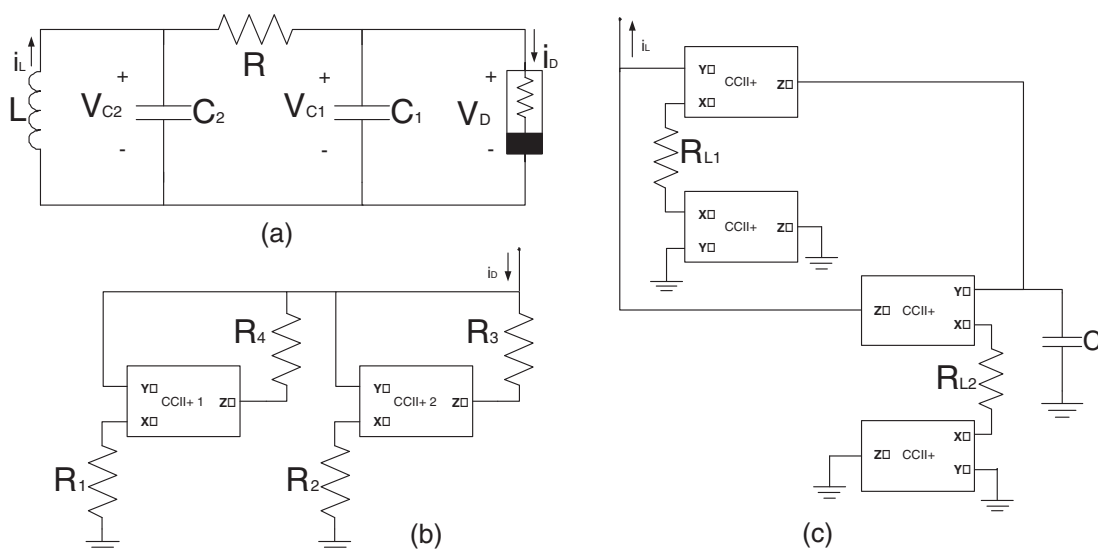 iL
L
VC2
+
-
C2
R
VC1
+
-
C1
+
VD
-
iD
(a)
iD
R4
R3
Y
CCII+ 1
Z
X
Y
CCII+ 2
Z
X
R1
R2
(b)
iL
Y
CCII+
Z
X
RL1
X
CCII+
Z
Y
Z
CCII+
Y
X
C
RL2
X
Z
CCII+
Y
(c)